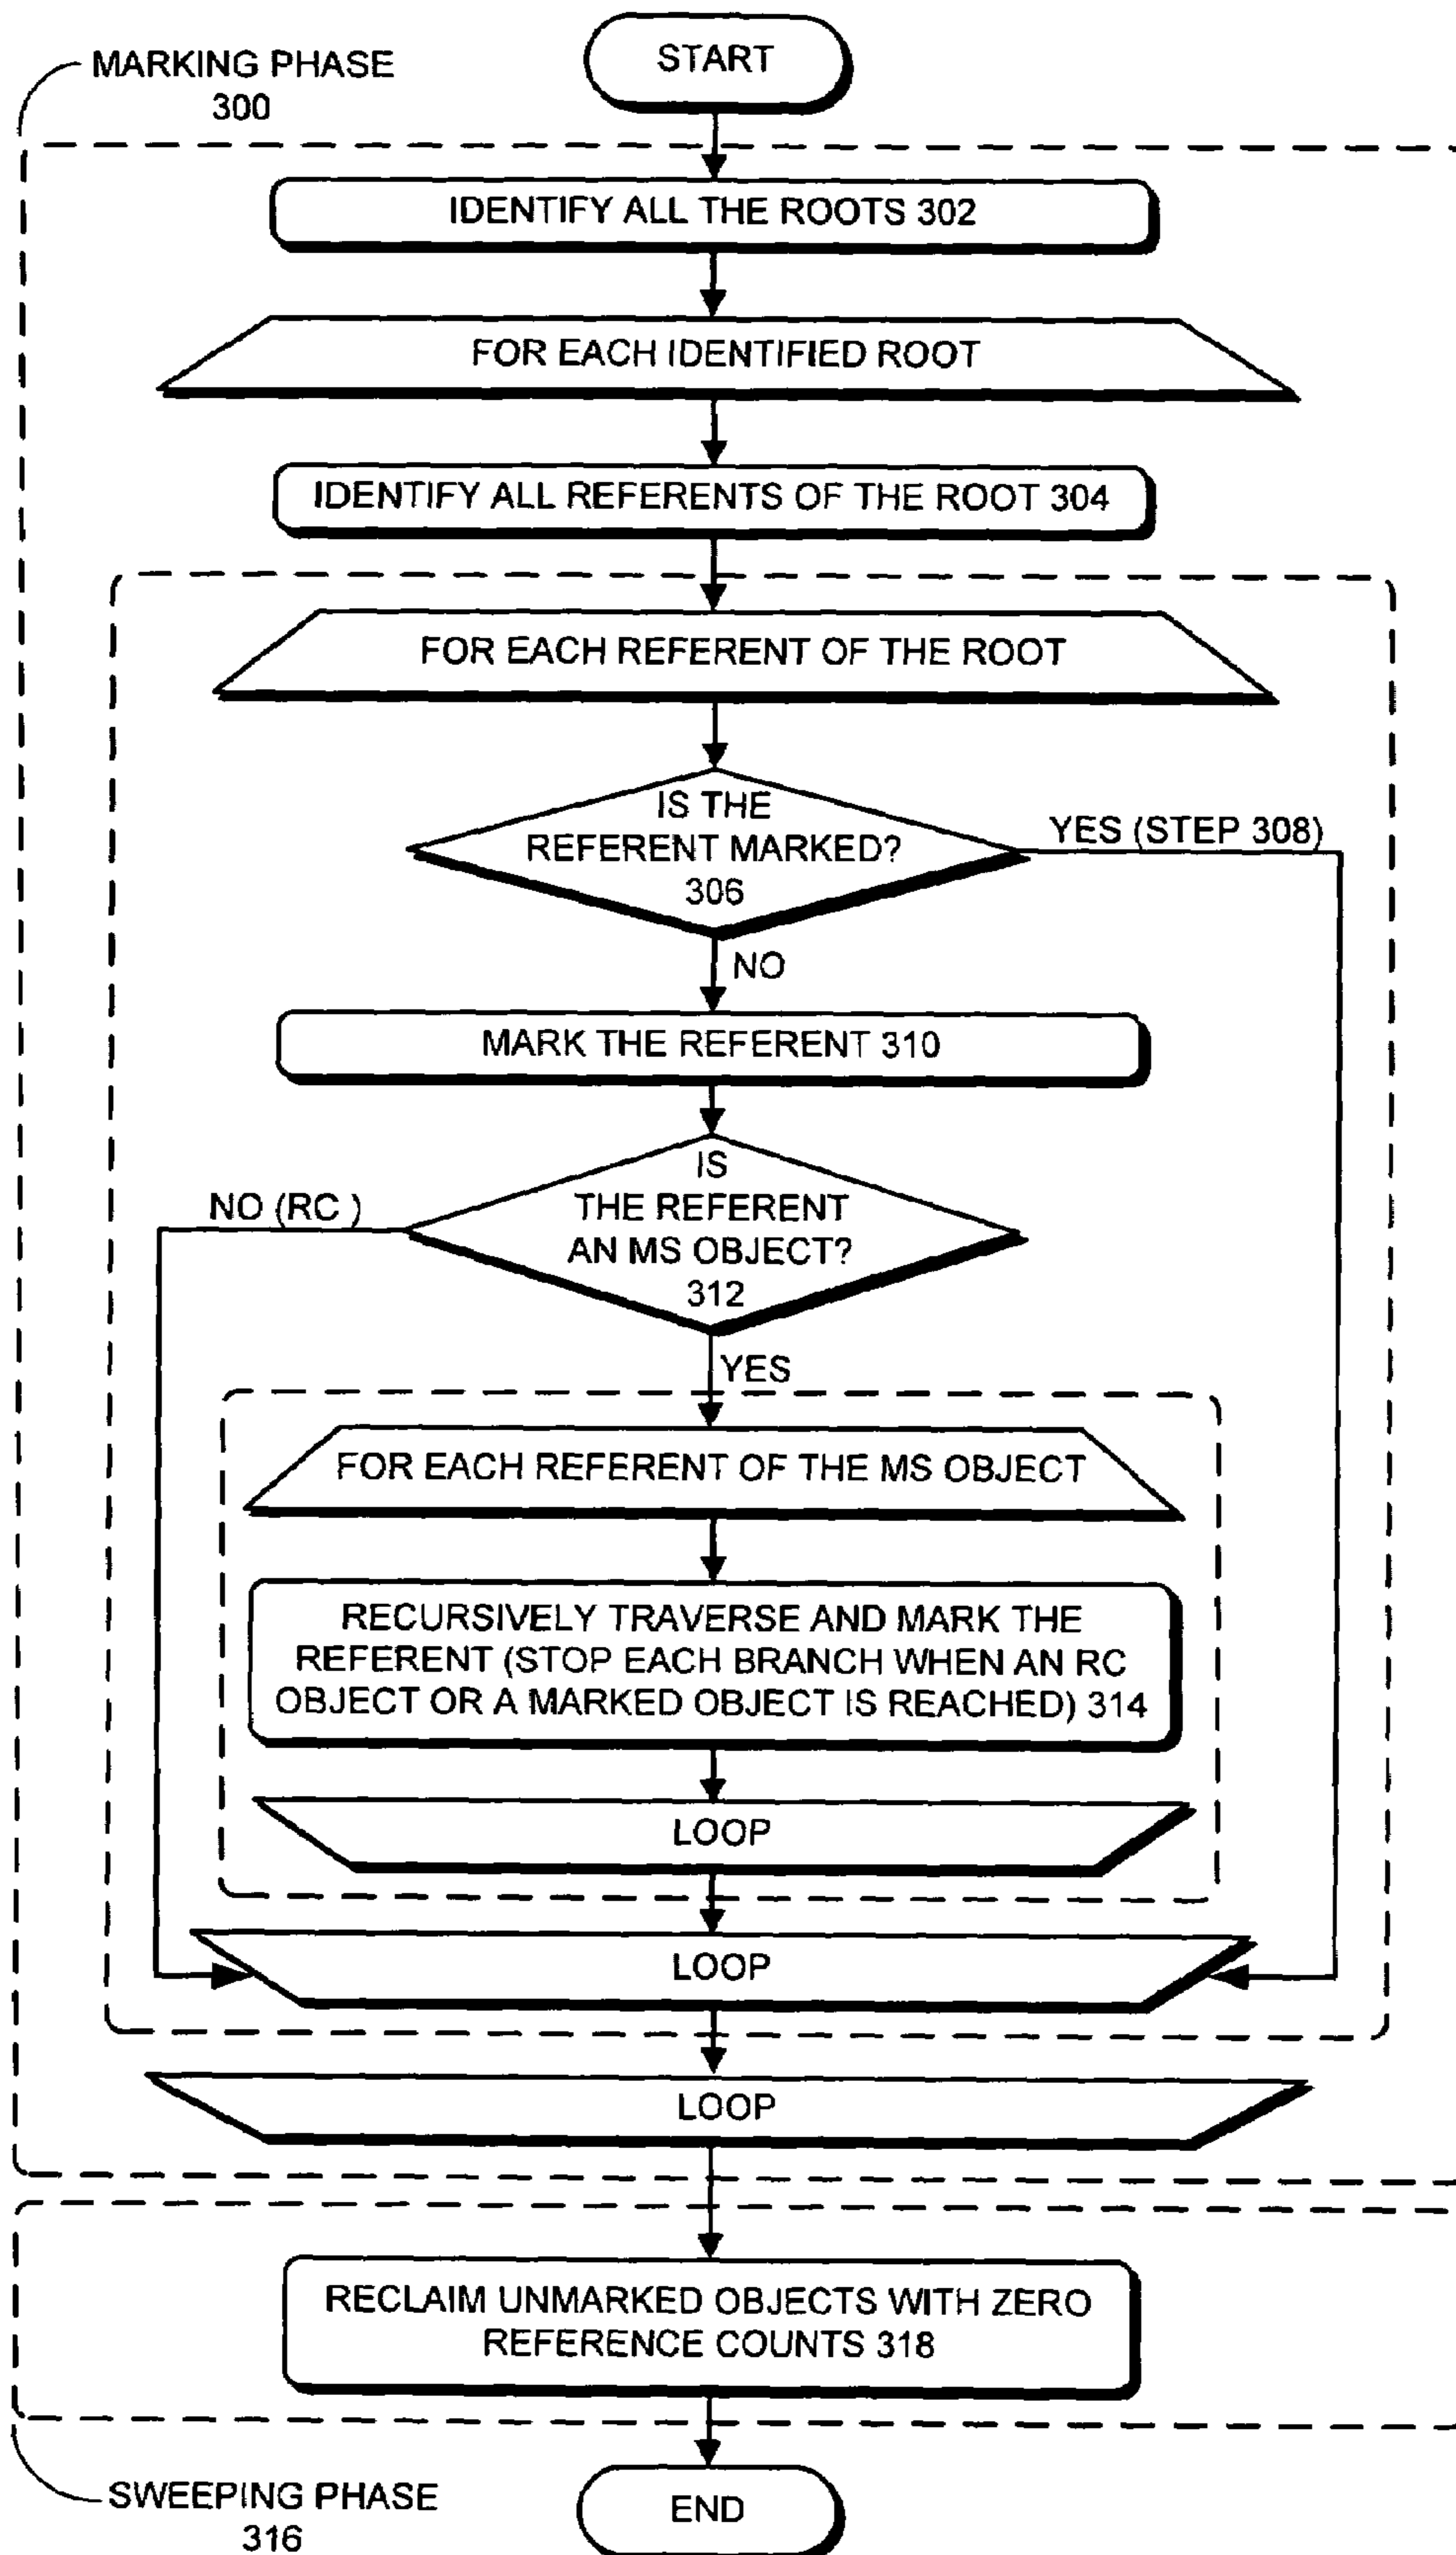 START
MARKING PHASE
300
IDENTIFY ALL THE ROOTS 302
FOR EACH IDENTIFIED ROOT
IDENTIFY ALL REFERENTS OF THE ROOT 304
FOR EACH REFERENT OF THE ROOT
IS THE
REFERENT MARKED?
306
YES (STEP 308)
NO
MARK THE REFERENT 310
IS
THE REFERENT
AN MS OBJECT?
312
NO (RC )
YES
FOR EACH REFERENT OF THE MS OBJECT
RECURSIVELY TRAVERSE AND MARK THE
REFERENT (STOP EACH BRANCH WHEN AN RC
OBJECT OR A MARKED OBJECT IS REACHED) 314
LOOP
LOOP
LOOP
RECLAIM UNMARKED OBJECTS WITH ZERO
REFERENCE COUNTS 318
SWEEPING PHASE
316
END